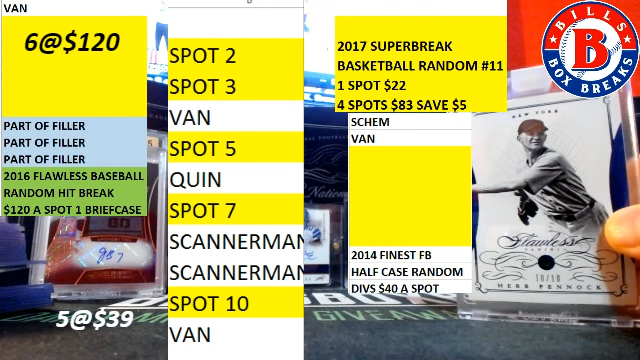 VAN
6@$120
PART OF FILLER
PART OF FILLER
PART OF FILLER
2016 FLAWLESS BASEBALL
RANDOM HIT BREAK
$120 A SPOT 1 BRIEFCASE
5@$39
SPOT 2
SPOT 3
VAN
SPOT 5
QUIN
SPOT 7
SCANNERMAN
SCANNERMAN
SPOT 10
VAN
2017 SUPERBREAK
BASKETBALL RANDOM #11
1 SPOT $22
4 SPOTS $83 SAVE $5
SCHEM
VAN
2014 FINEST FB
HALF CASE RANDOM
DIVS $40 A SPOT
BILLS
B
BOX BREAKS
NEW YORK
Flawless
PANINI
10/10
HERB PENNOCK